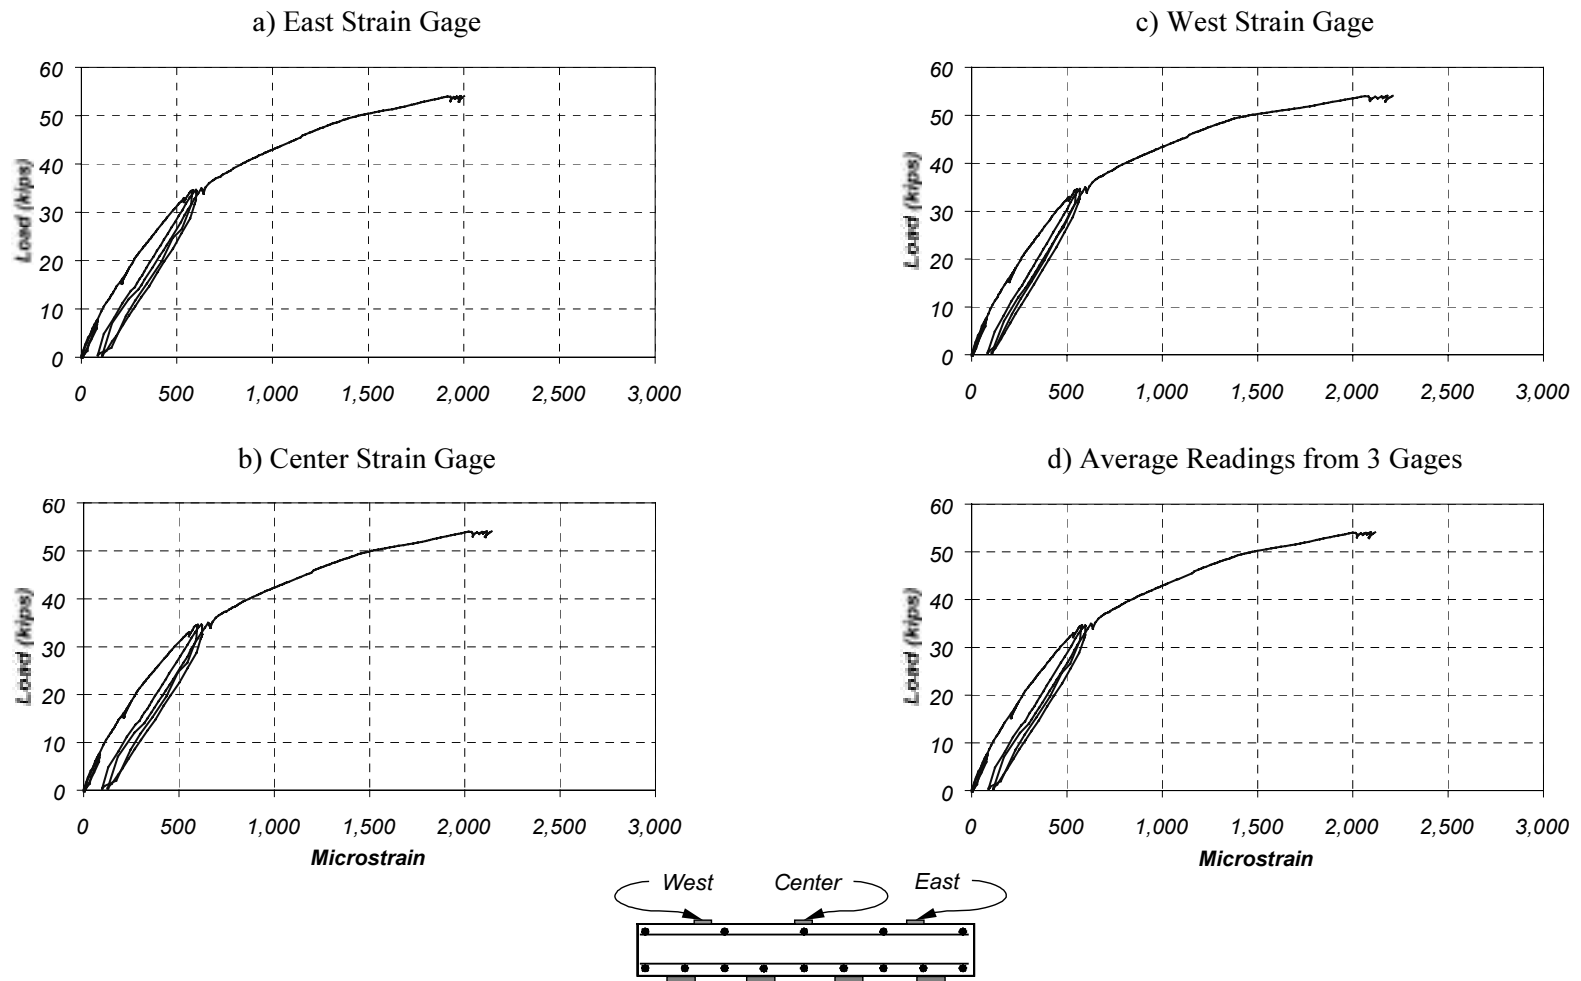 a) East Strain Gage
60
50
40
30
20
10
0
Load (kips)
0 500 1,000 1,500 2,000 2,500 3,000
c) West Strain Gage
60
50
40
30
20
10
0
Load (kips)
0 500 1,000 1,500 2,000 2,500 3,000
b) Center Strain Gage
60
50
40
30
20
10
0
Load (kips)
0 500 1,000 1,500 2,000 2,500 3,000
Microstrain
d) Average Readings from 3 Gages
60
50
40
30
20
10
0
Load (kips)
0 500 1,000 1,500 2,000 2,500 3,000
Microstrain
West Center East